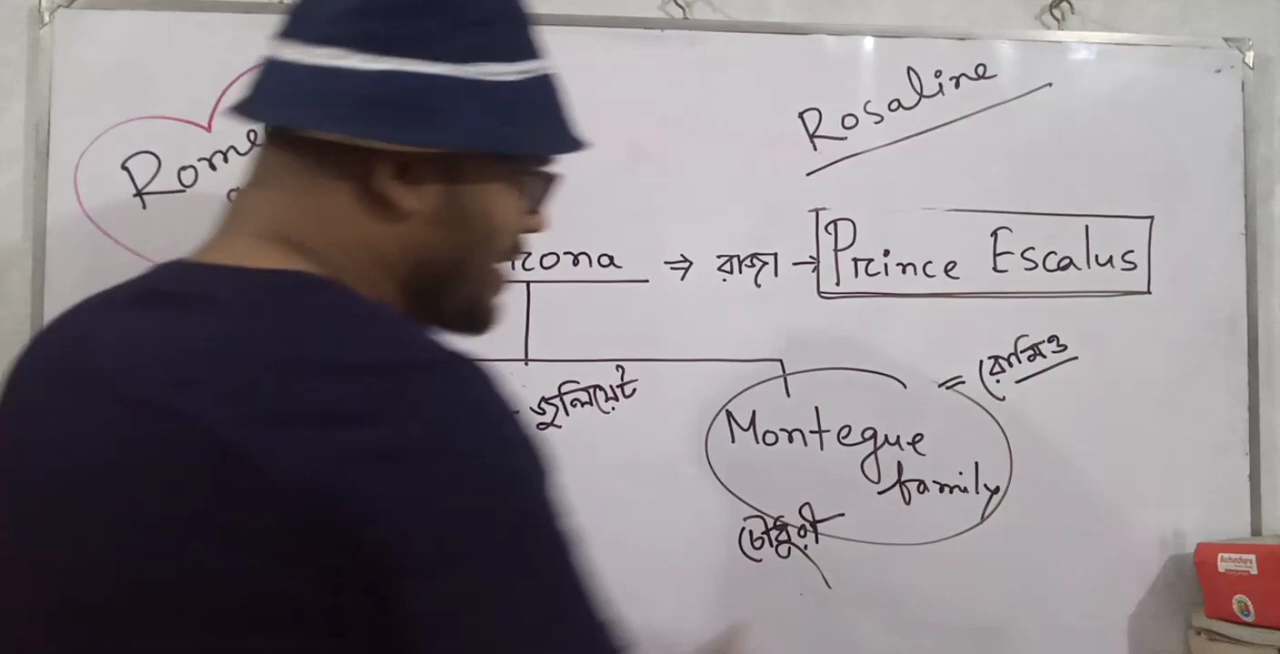 Rosaline
Rome
rona ⇒ রাজা → Prince Escalus
= রোমিও
- জুলিয়েট
Montegue
family
চৌধুরী